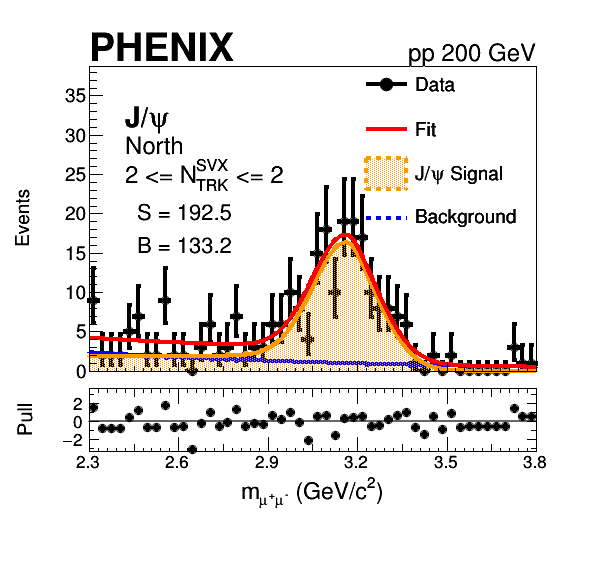 PHENIX pp 200 GeV
J/ψ
North
2 <= N^SVX_TRK <= 2
S = 192.5
B = 133.2
Data
Fit
J/ψ Signal
Background
Events
35
30
25
20
15
10
5
0
Pull
2
0
−2
2.3 2.6 2.9 3.2 3.5 3.8
m_μ⁺μ⁻ (GeV/c²)